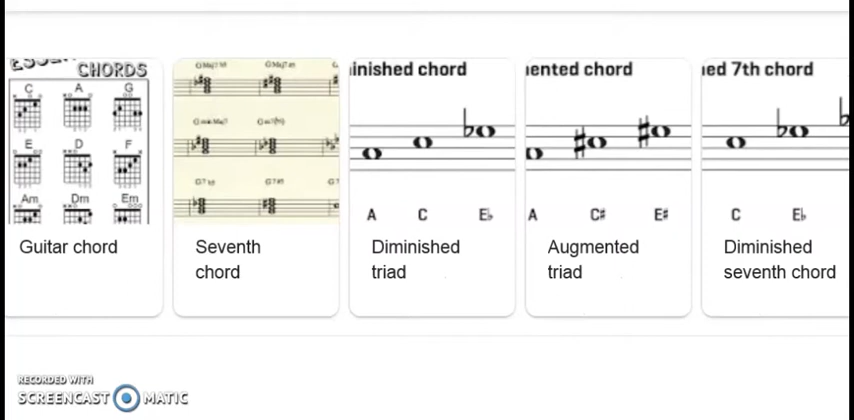 CHORDS
C A G
E D F
Am Dm Em
GMaj7
inished chord
A C E♭
ented chord
A C♯ E♯
ed 7th chord
C E♭
Guitar chord
Seventh
chord
Diminished
triad
Augmented
triad
Diminished
seventh chord
RECORDED WITH
SCREENCAST MATIC